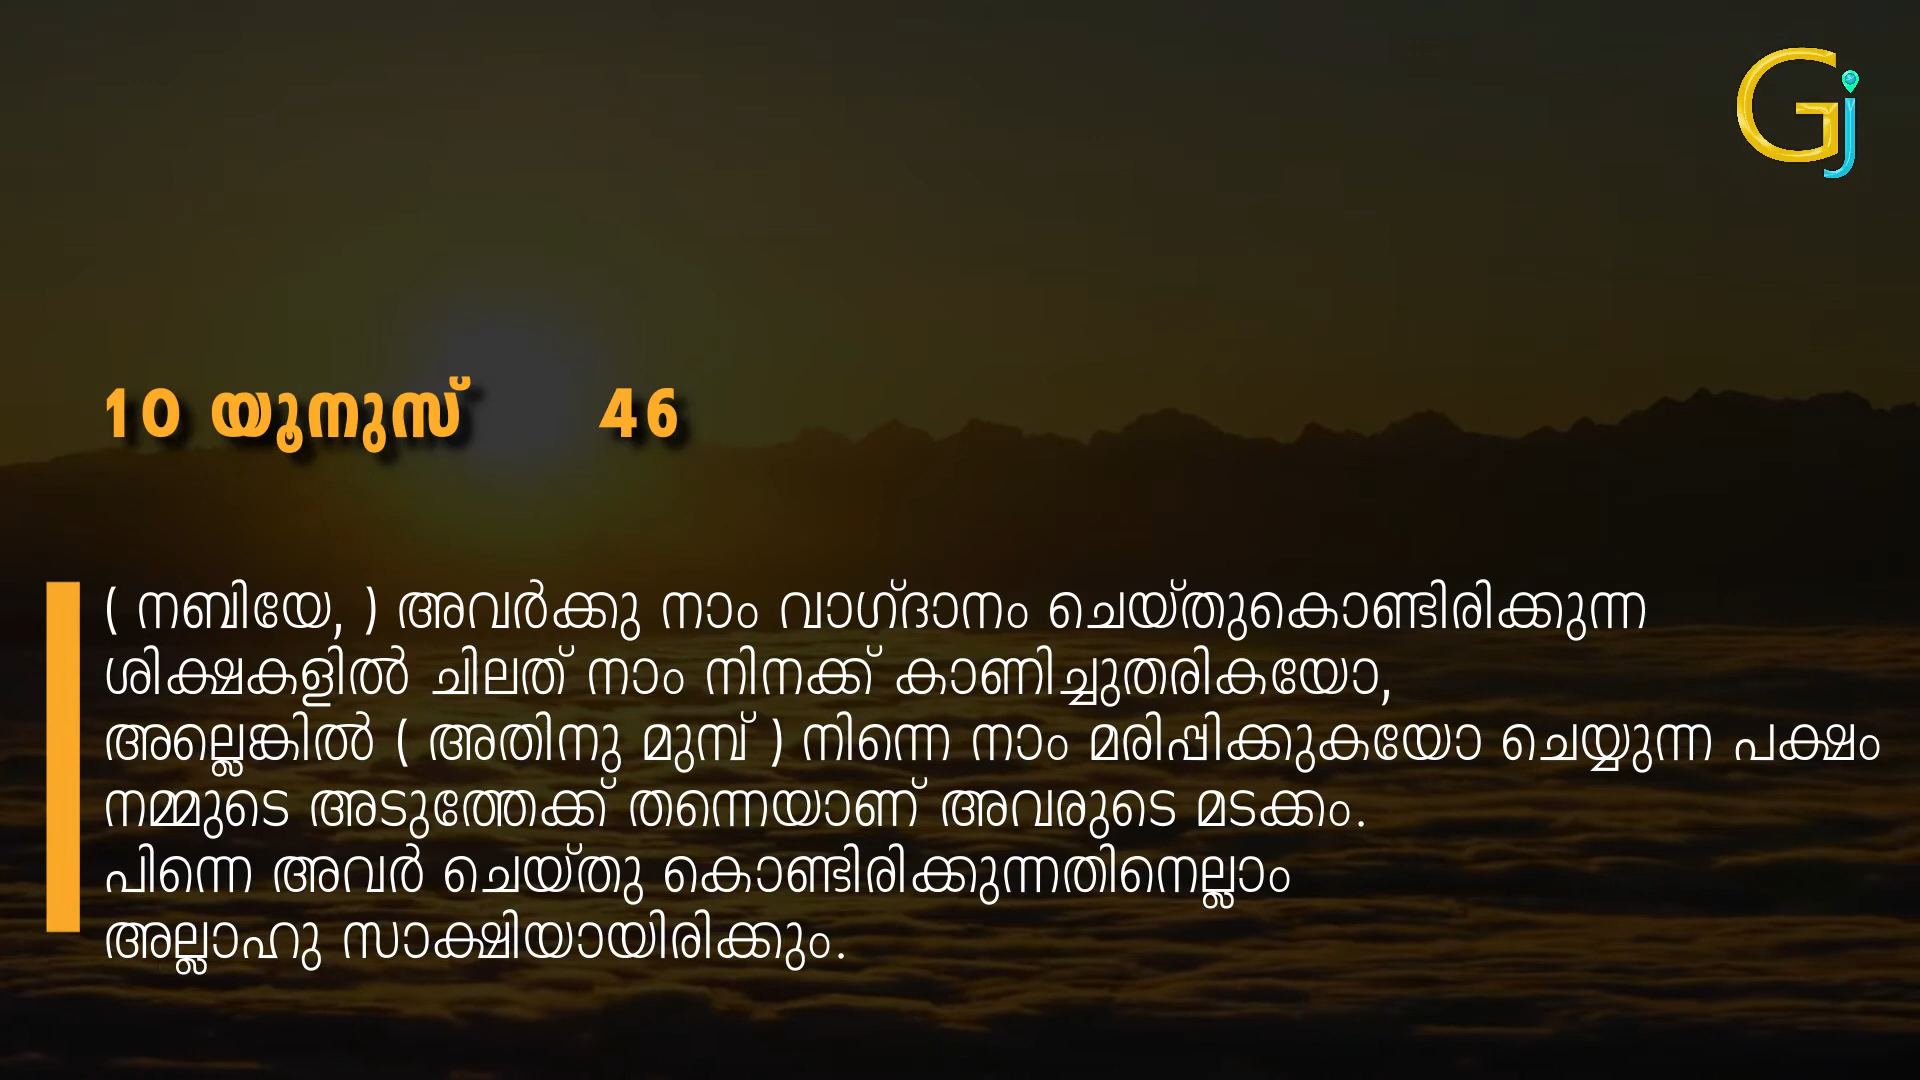 Gj
10 യൂനുസ് 46
( നബിയേ, ) അവർക്കു നാം വാഗ്ദാനം ചെയ്തുകൊണ്ടിരിക്കുന്ന
ശിക്ഷകളിൽ ചിലത് നാം നിനക്ക് കാണിച്ചുതരികയോ,
അല്ലെങ്കിൽ ( അതിനു മുമ്പ് ) നിന്നെ നാം മരിപ്പിക്കുകയോ ചെയ്യുന്ന പക്ഷം
നമ്മുടെ അടുത്തേക്ക് തന്നെയാണ് അവരുടെ മടക്കം.
പിന്നെ അവർ ചെയ്തു കൊണ്ടിരിക്കുന്നതിനെല്ലാം
അല്ലാഹു സാക്ഷിയായിരിക്കും.